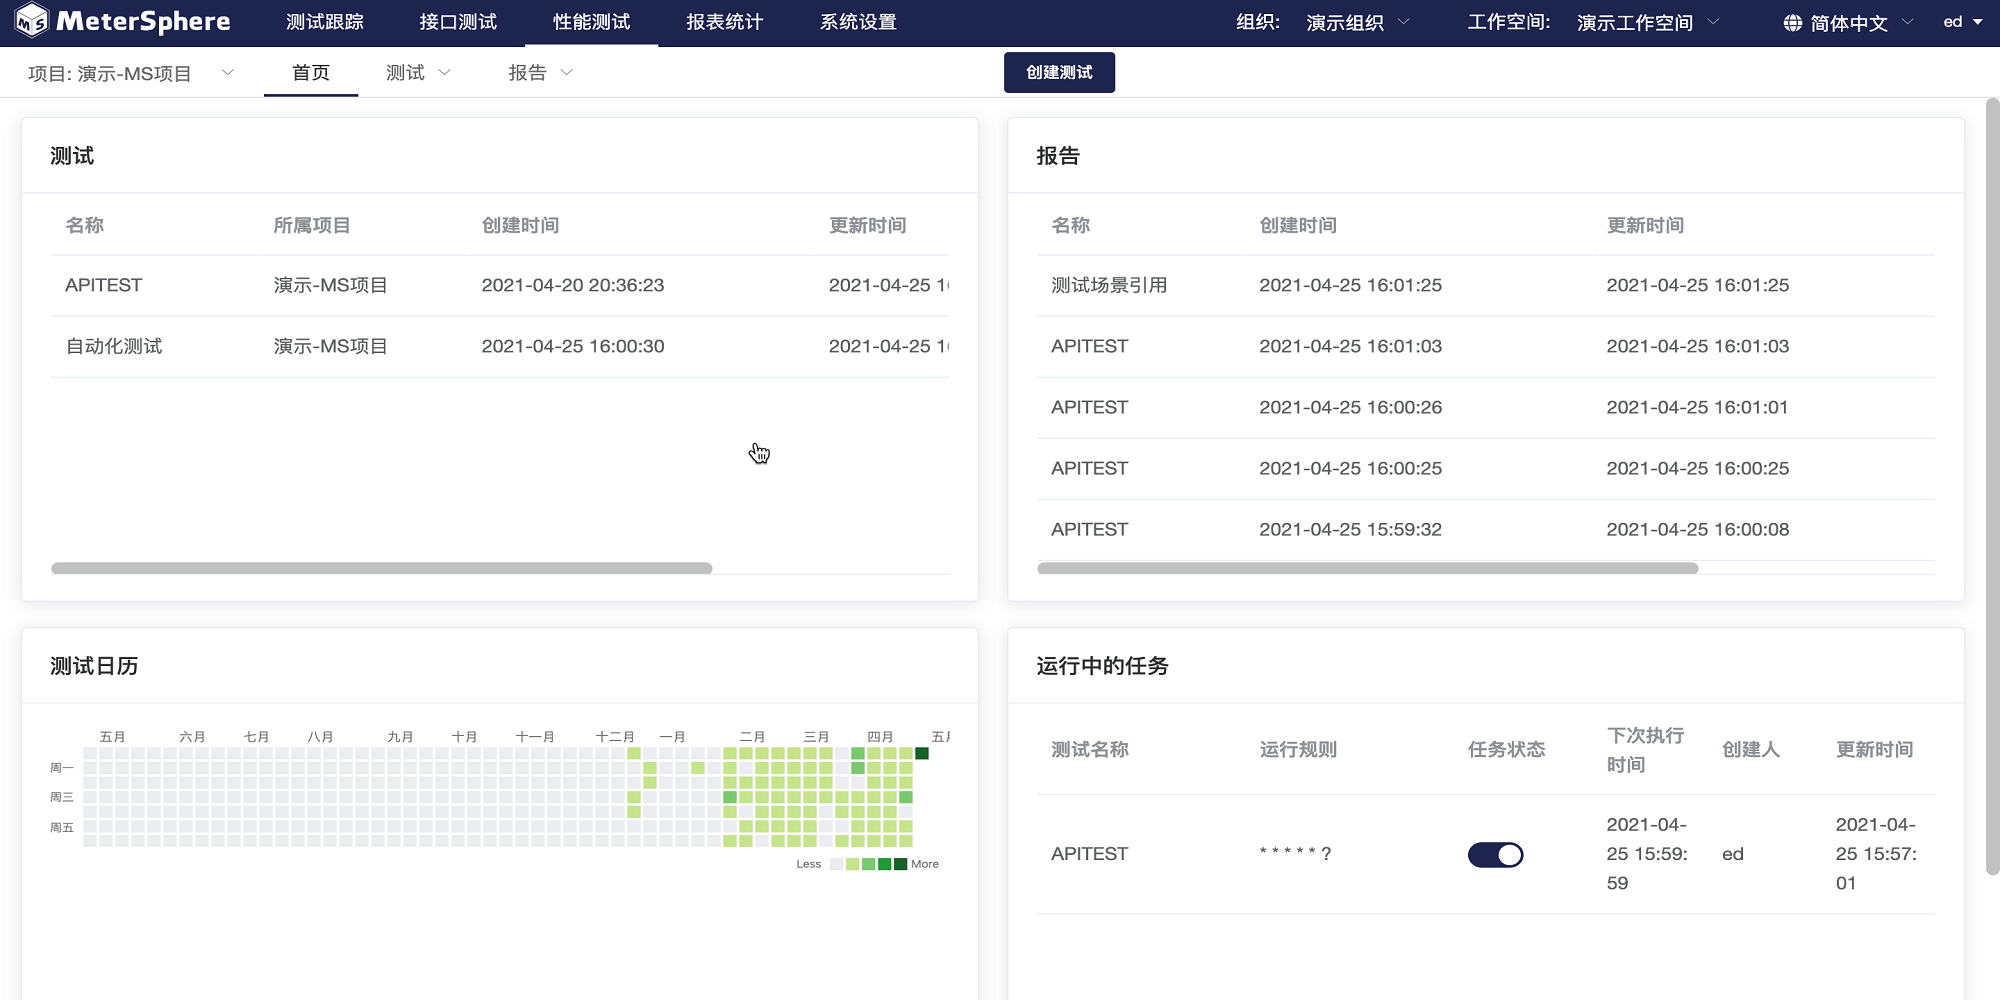 MeterSphere 测试跟踪 接口测试 性能测试 报表统计 系统设置 组织: 演示组织 工作空间: 演示工作空间 简体中文 ed
项目: 演示-MS项目 首页 测试 报告 创建测试
测试
名称 所属项目 创建时间 更新时间
APITEST 演示-MS项目 2021-04-20 20:36:23 2021-04-25 1
自动化测试 演示-MS项目 2021-04-25 16:00:30 2021-04-25 1
报告
名称 创建时间 更新时间
测试场景引用 2021-04-25 16:01:25 2021-04-25 16:01:25
APITEST 2021-04-25 16:01:03 2021-04-25 16:01:03
APITEST 2021-04-25 16:00:26 2021-04-25 16:01:01
APITEST 2021-04-25 16:00:25 2021-04-25 16:00:25
APITEST 2021-04-25 15:59:32 2021-04-25 16:00:08
测试日历
五月 六月 七月 八月 九月 十月 十一月 十二月 一月 二月 三月 四月 五月
周一
周三
周五
Less More
运行中的任务
测试名称 运行规则 任务状态 下次执行时间 创建人 更新时间
APITEST * * * * * ? 2021-04-25 15:59:59 ed 2021-04-25 15:57:01